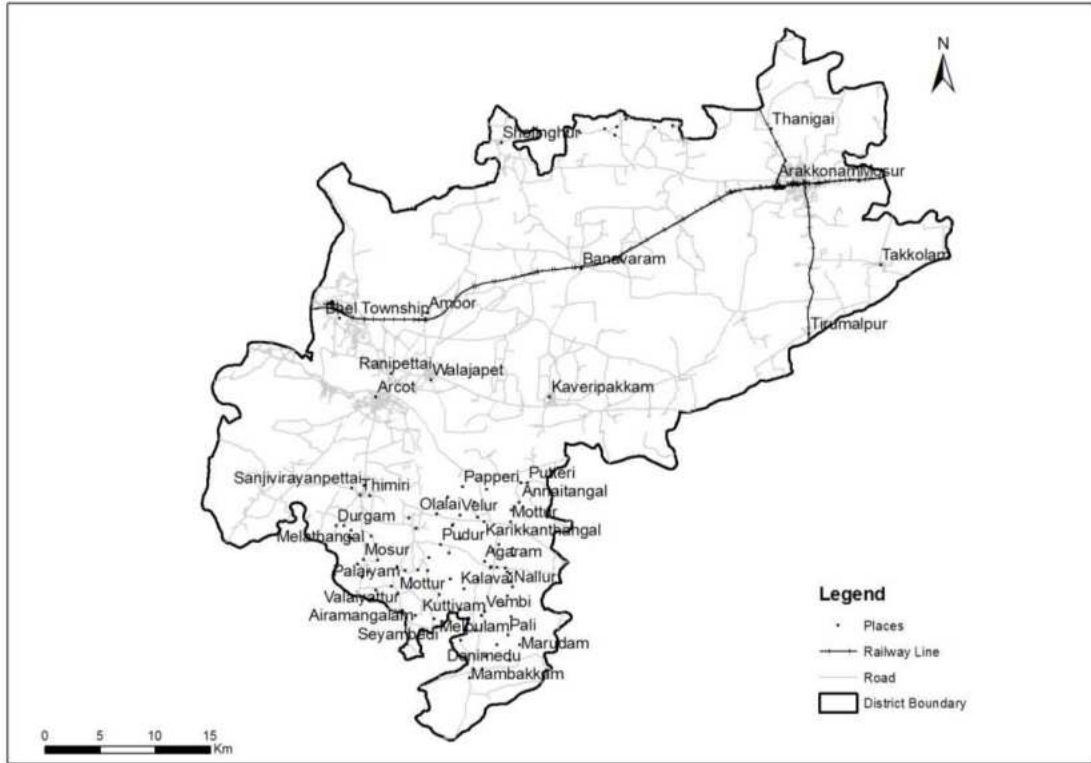 N
Thanigai
Sholinghur
Arakkonam
Mosur
Takkolam
Banavaram
Amoor
Bhel Township
Tirumalpur
Ranipettai
Walajapet
Arcot
Kaveripakkam
Sanjivirayanpettai
Thimiri
Papperi
Putteri
Annaitangal
Olalai
Velur
Mottur
Durgam
Pudur
Karikkanthangal
Melathangal
Mosur
Agaram
Palaiyam
Mottur
Kalavai
Nallur
Valaiyattur
Kuttiyam
Vembi
Airamangalam
Seyambadi
Pali
Marudam
Danimedu
Mambakkam
Legend
Places
Railway Line
Road
District Boundary
0 5 10 15
Km